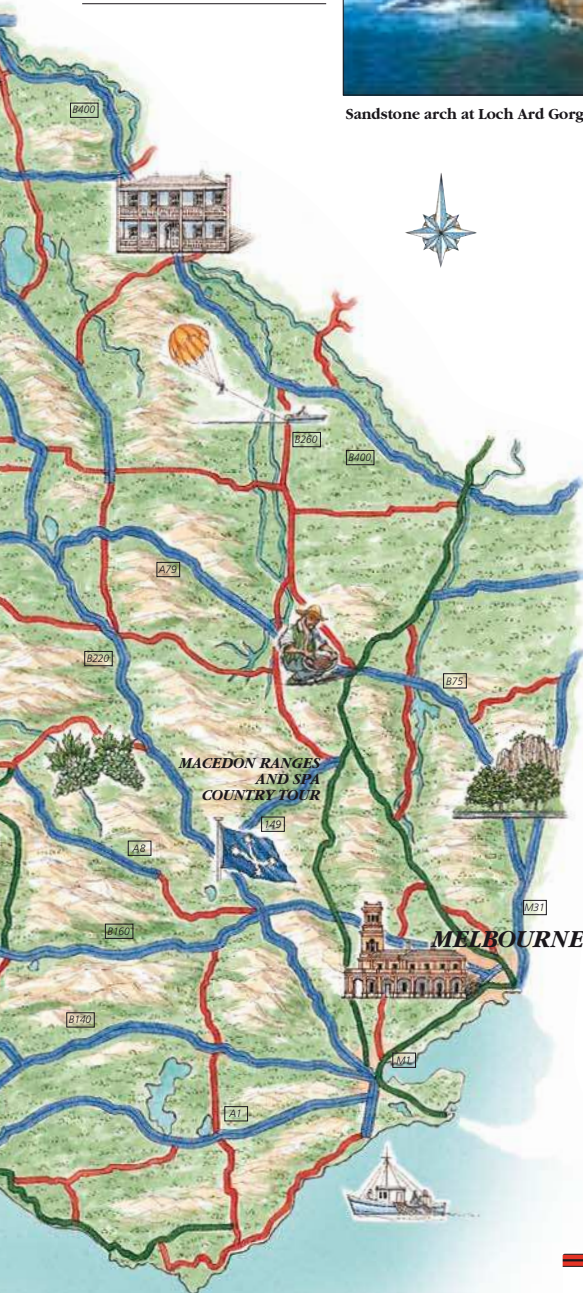 Sandstone arch at Loch Ard Gorg
B400
B260
B400
A79
B220
B75
MACEDON RANGES
AND SPA
COUNTRY TOUR
149
A8
M31
B160
MELBOURNE
B140
M1
A1